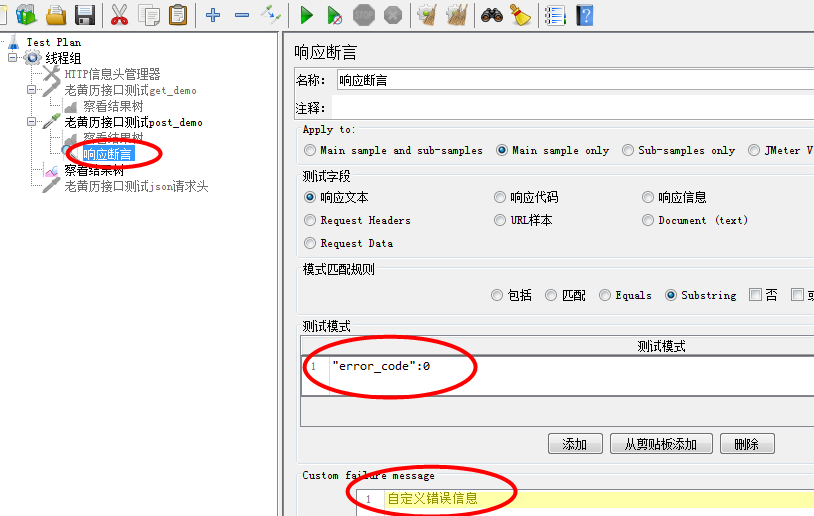 Test Plan
线程组
HTTP信息头管理器
老黄历接口测试get_demo
察看结果树
老黄历接口测试post_demo
察看结果树
响应断言
察看结果树
老黄历接口测试json请求头
响应断言
名称： 响应断言
注释：
Apply to:
Main sample and sub-samples Main sample only Sub-samples only JMeter V
测试字段
响应文本 响应代码 响应信息
Request Headers URL样本 Document (text)
Request Data
模式匹配规则
包括 匹配 Equals Substring 否 或
测试模式
测试模式
1 "error_code":0
添加 从剪贴板添加 删除
Custom failure message
1 自定义错误信息